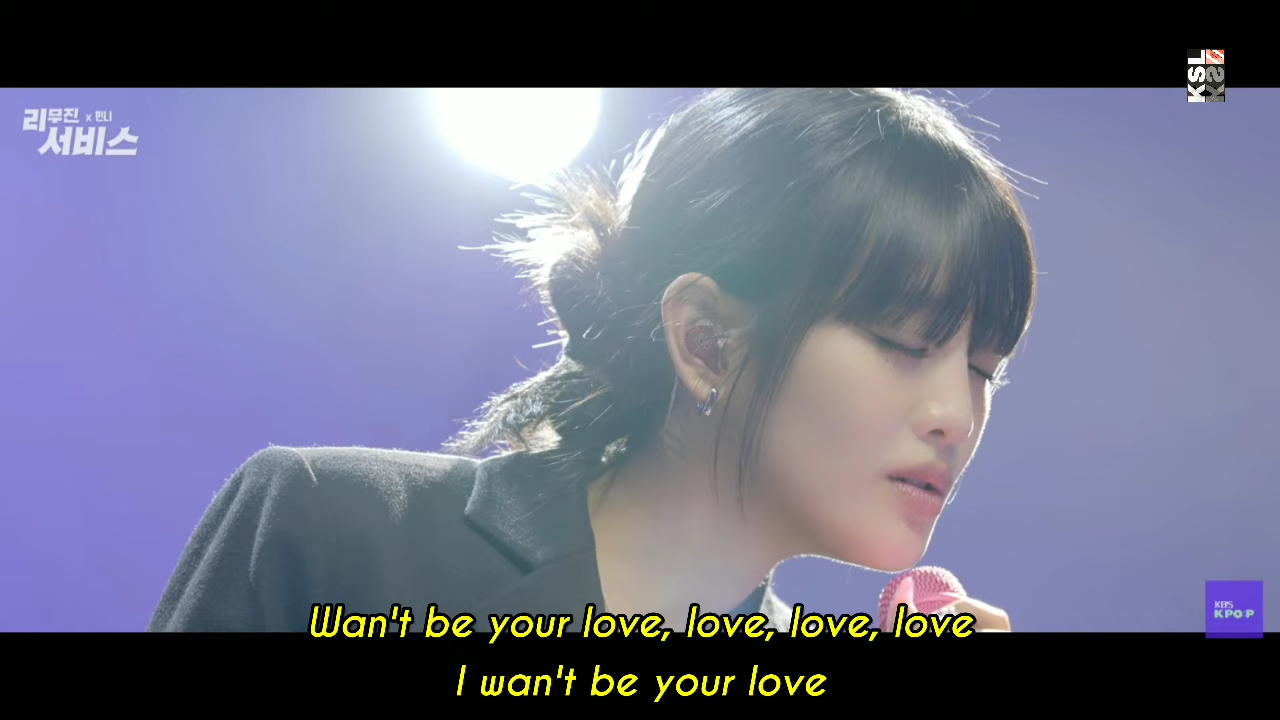 KSL
리무진 x 민니
서비스
KBS
KPOP
Wan't be your love, love, love, love
I wan't be your love